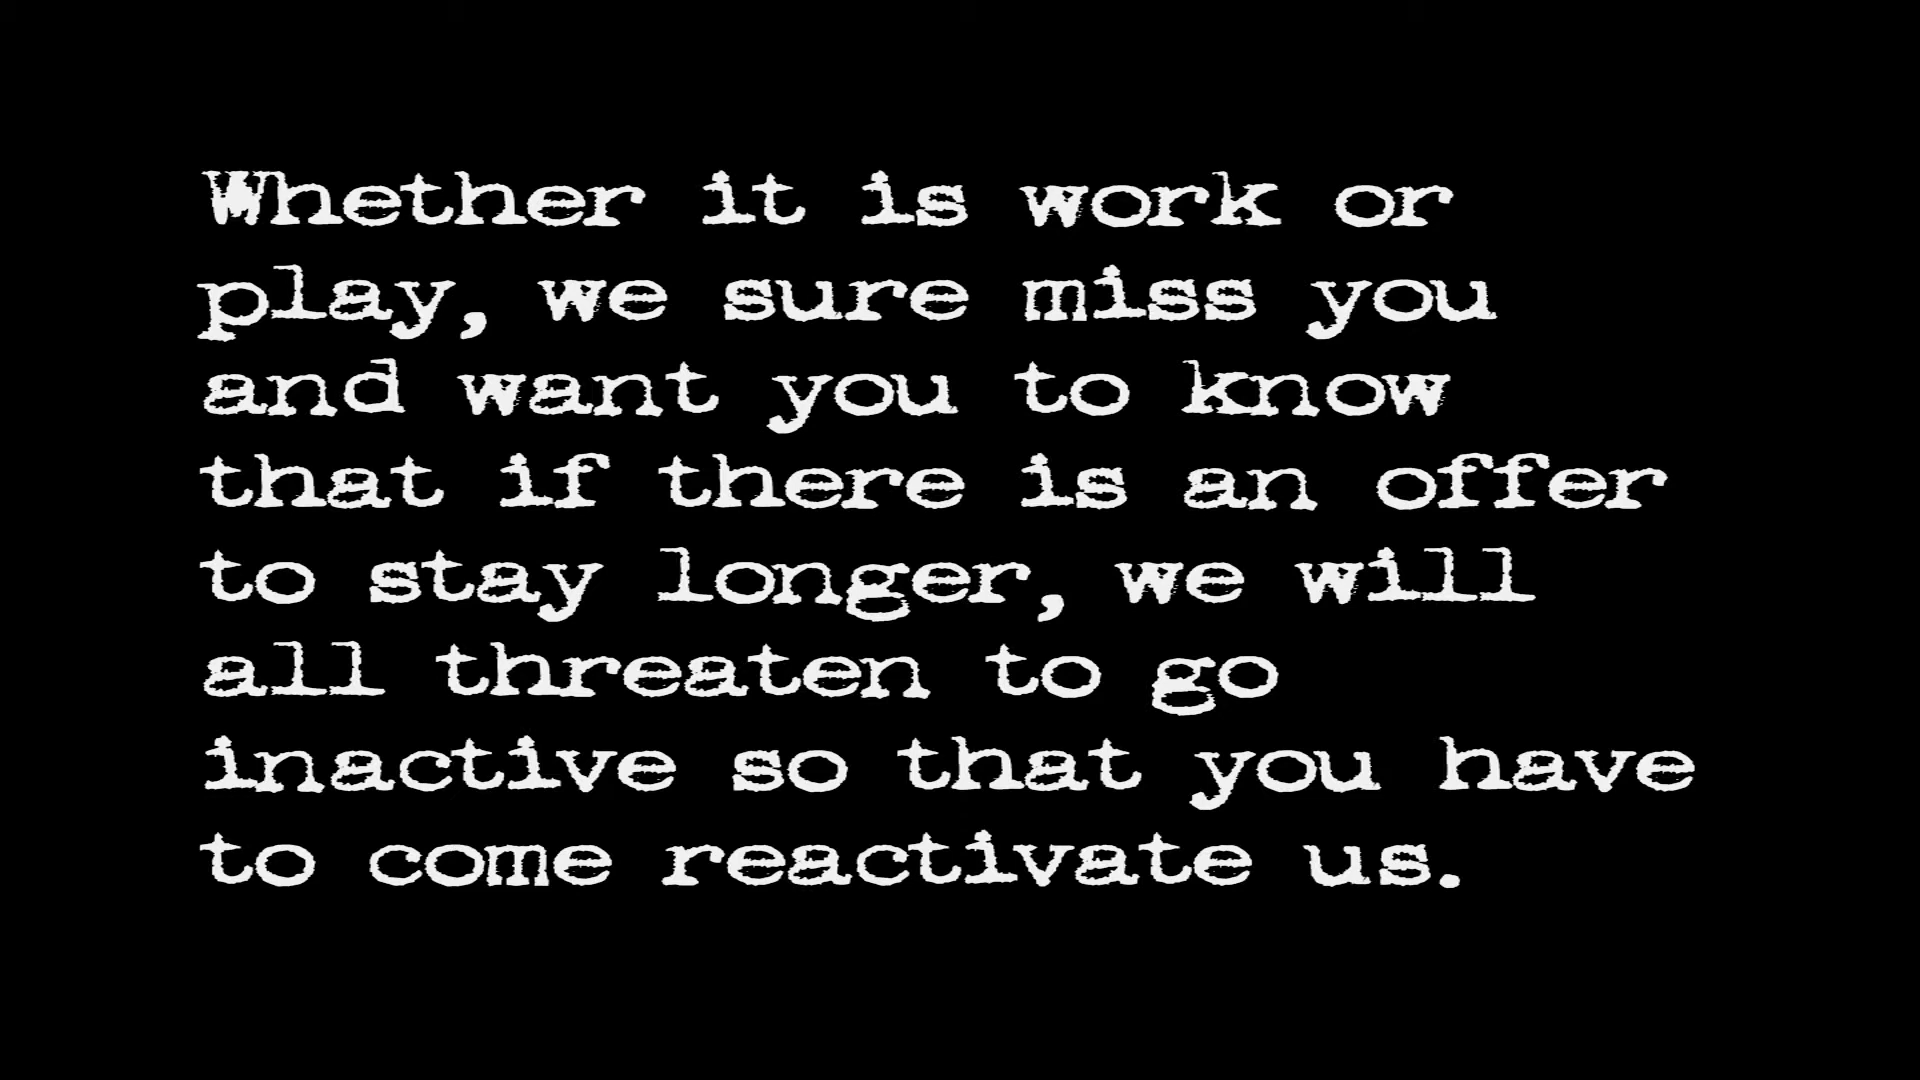 Whether it is work or
play, we sure miss you
and want you to know
that if there is an offer
to stay longer, we will
all threaten to go
inactive so that you have
to come reactivate us.